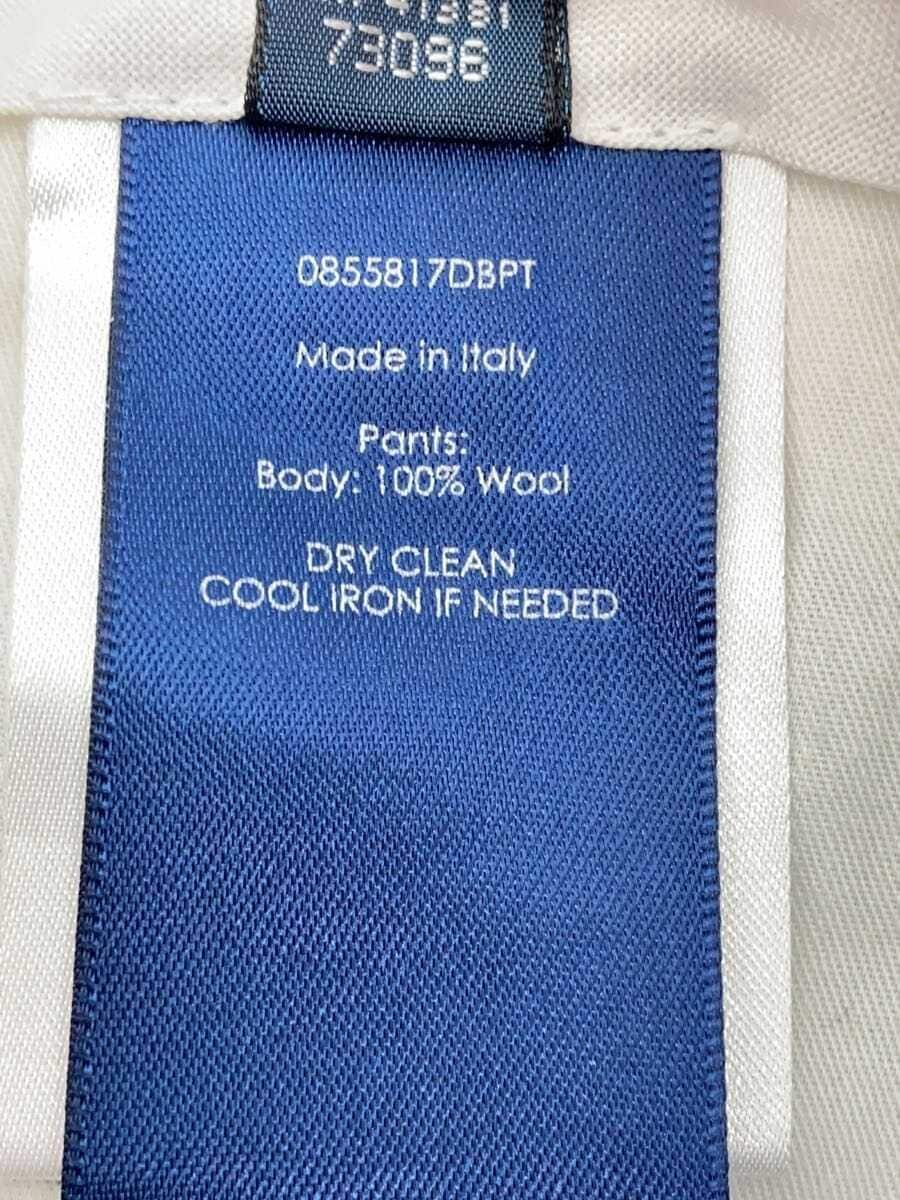 73096
0855817DBPT
Made in Italy
Pants:
Body: 100% Wool
DRY CLEAN
COOL IRON IF NEEDED